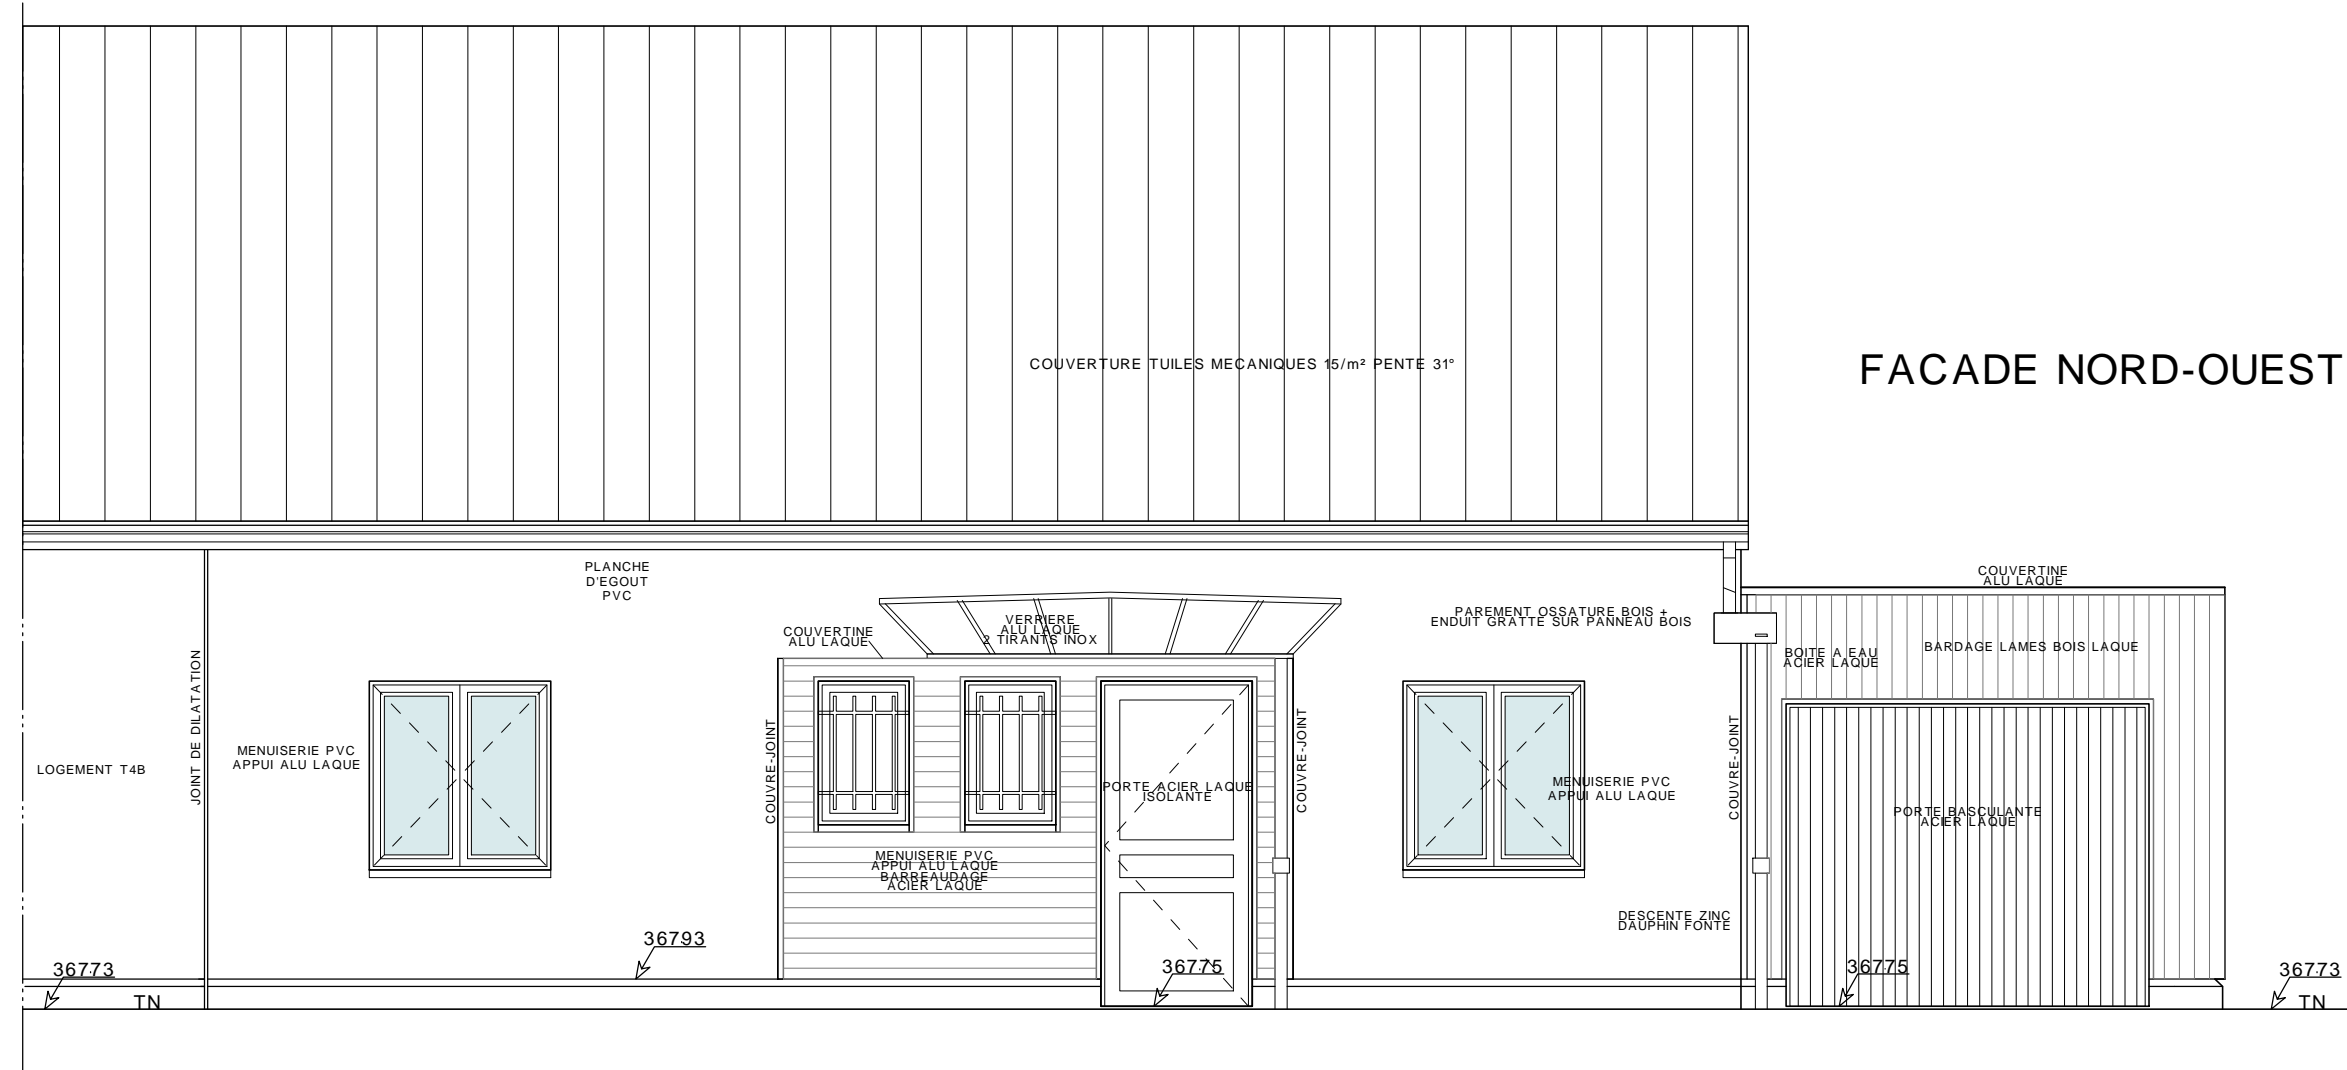 COUVERTURE TUILES MECANIQUES 15/m² PENTE 31°
FACADE NORD-OUEST
PLANCHE
D'EGOUT
PVC
COUVERTINE
ALU LAQUE
VERRIERE
ALU LAQUE
2 TIRANTS INOX
COUVERTINE
ALU LAQUE
PAREMENT OSSATURE BOIS +
ENDUIT GRATTE SUR PANNEAU BOIS
BOITE A EAU
ACIER LAQUE
BARDAGE LAMES BOIS LAQUE
LOGEMENT T4B
JOINT DE DILATATION
MENUISERIE PVC
APPUI ALU LAQUE
COUVRE-JOINT
MENUISERIE PVC
APPUI ALU LAQUE
BARREAUDAGE
ACIER LAQUE
PORTE ACIER LAQUE
ISOLANTE
COUVRE-JOINT
MENUISERIE PVC
APPUI ALU LAQUE
COUVRE-JOINT
PORTE BASCULANTE
ACIER LAQUE
DESCENTE ZINC
DAUPHIN FONTE
36773
TN
36793
36775
36775
36773
TN